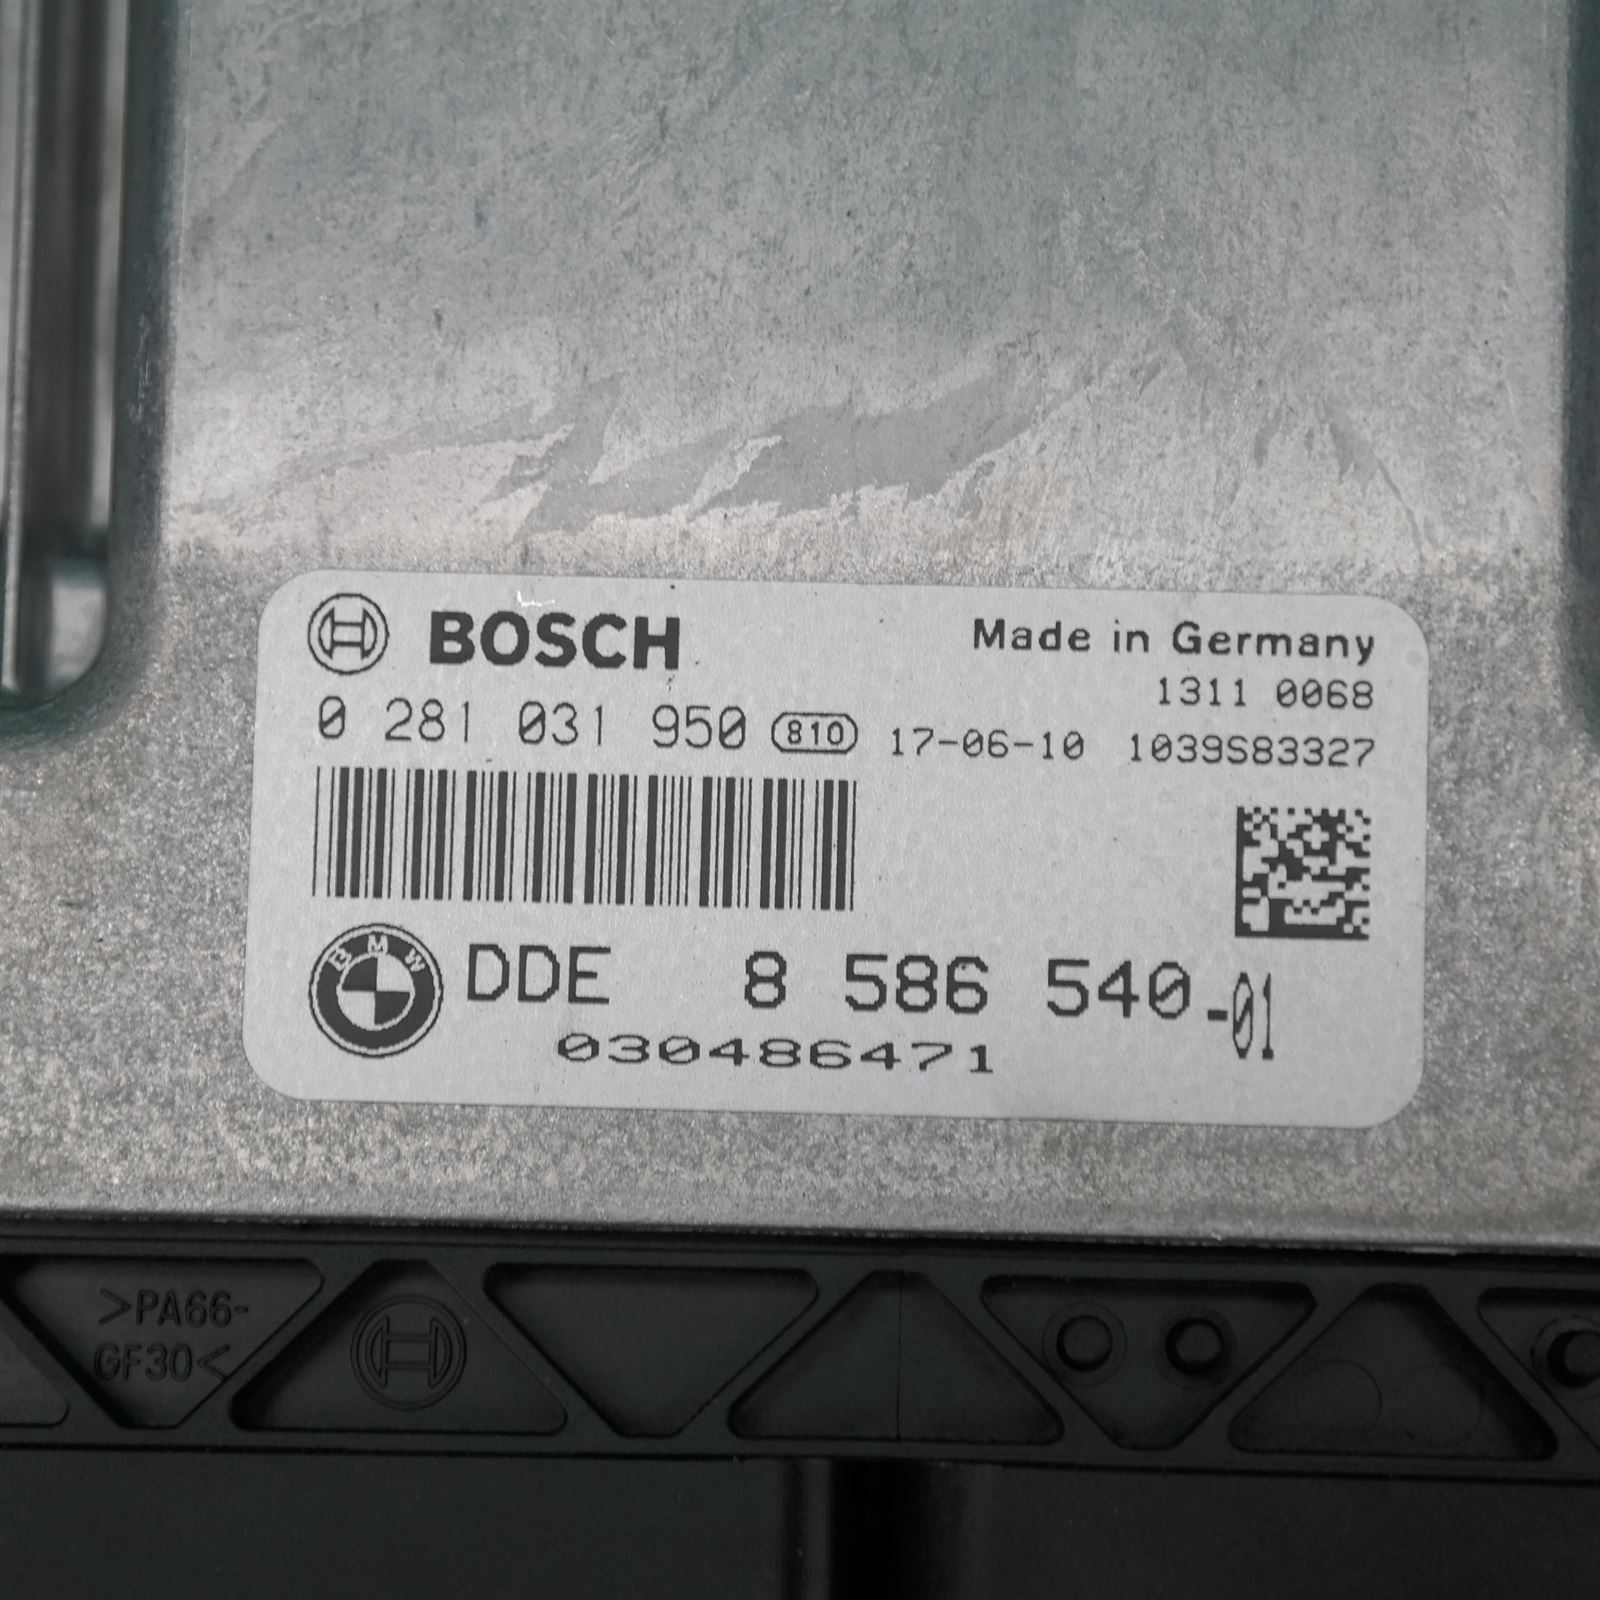 BOSCH
Made in Germany
1311 0068
0 281 031 950 810 17-06-10 1039S83327
BMW DDE 8 586 540-01
030486471
>PA66-
GF30<